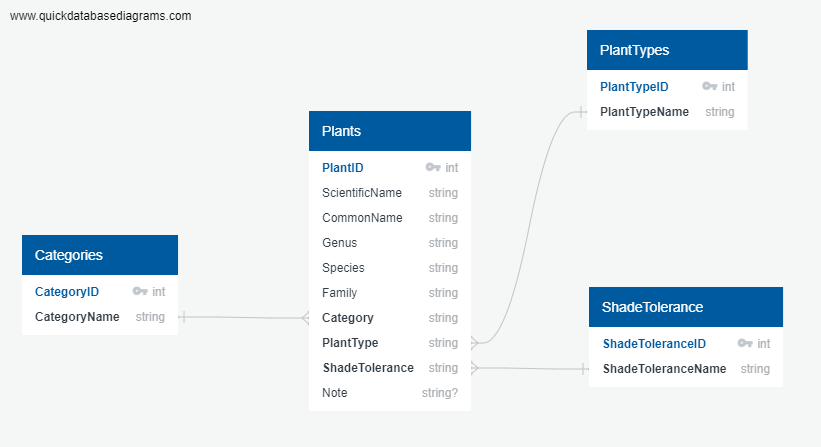 www.quickdatabasediagrams.com
PlantTypes
PlantTypeID int
PlantTypeName string
Plants
PlantID int
ScientificName string
CommonName string
Genus string
Species string
Family string
Category string
PlantType string
ShadeTolerance string
Note string?
Categories
CategoryID int
CategoryName string
ShadeTolerance
ShadeToleranceID int
ShadeToleranceName string